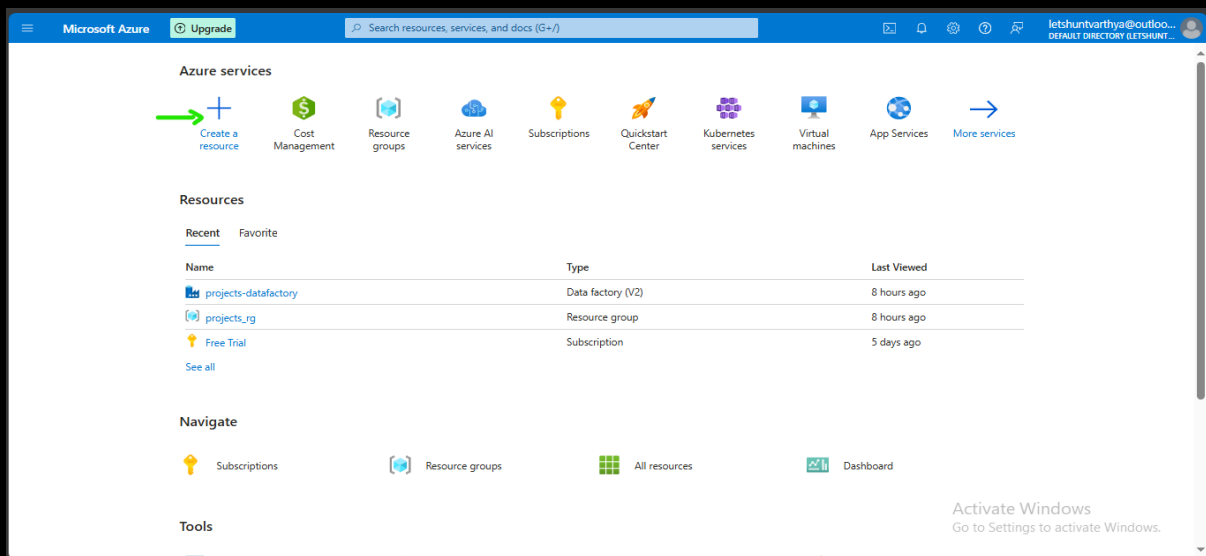 Microsoft Azure
Upgrade
Search resources, services, and docs (G+/)
letshuntvarthya@outloo...
DEFAULT DIRECTORY (LETSHUNT...
Azure services
Create a
resource
Cost
Management
Resource
groups
Azure AI
services
Subscriptions
Quickstart
Center
Kubernetes
services
Virtual
machines
App Services
More services
Resources
Recent Favorite
Name Type Last Viewed
projects-datafactory Data factory (V2) 8 hours ago
projects_rg Resource group 8 hours ago
Free Trial Subscription 5 days ago
See all
Navigate
Subscriptions Resource groups All resources Dashboard
Activate Windows
Go to Settings to activate Windows.
Tools